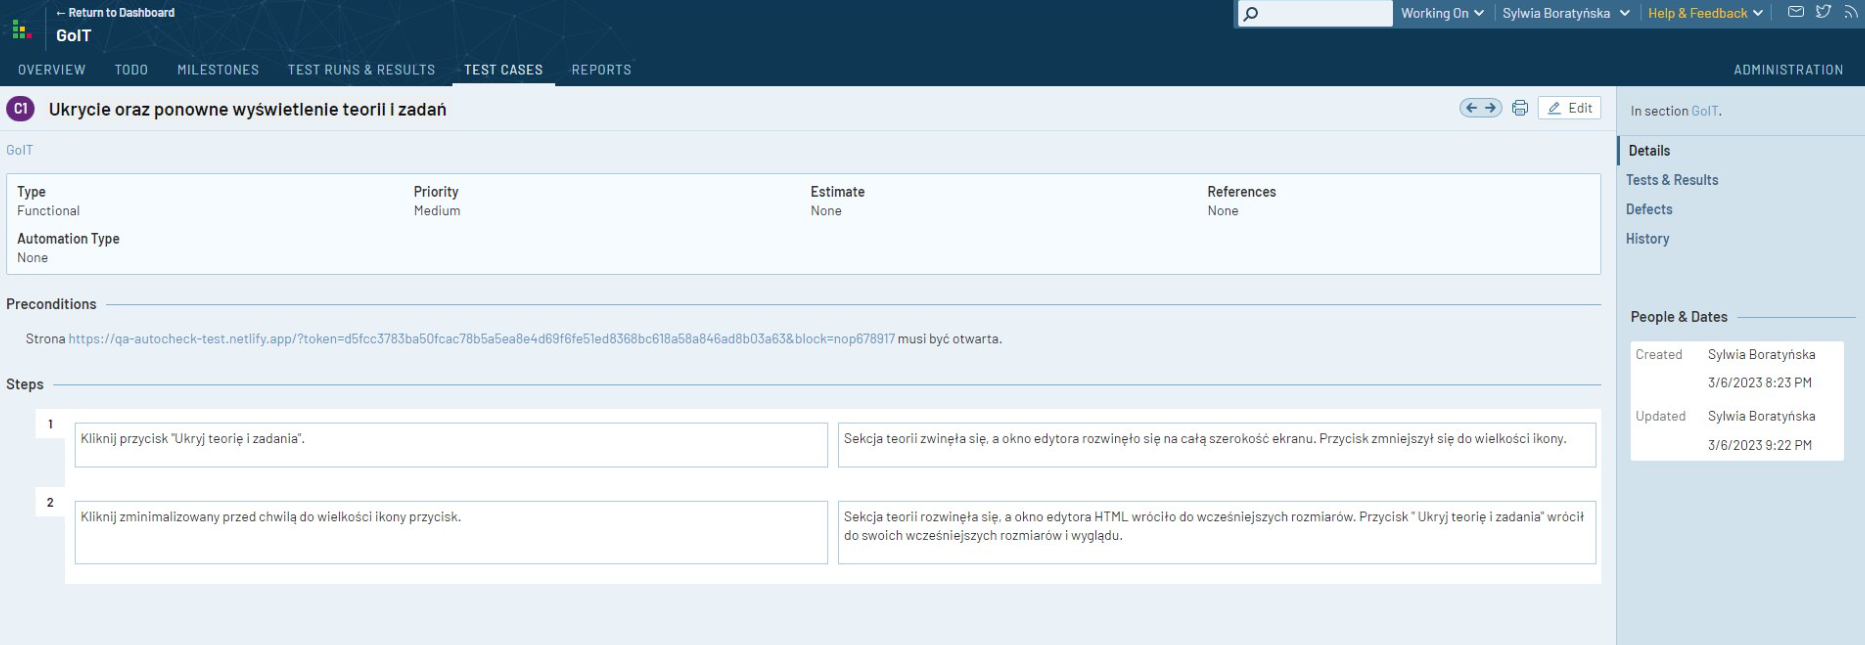 ← Return to Dashboard
GoIT
Working On
Sylwia Boratyńska
Help & Feedback
OVERVIEW
TODO
MILESTONES
TEST RUNS & RESULTS
TEST CASES
REPORTS
ADMINISTRATION
C1
Ukrycie oraz ponowne wyświetlenie teorii i zadań
Edit
In section GoIT.
GoIT
Details
Tests & Results
Defects
History
Type
Functional
Priority
Medium
Estimate
None
References
None
Automation Type
None
Preconditions
Strona https://qa-autocheck-test.netlify.app/?token=d5fcc3783ba50fcac78b5a5ea8e4d69f6fe51ed8368bc618a58a846ad8b03a63&block=nop678917 musi być otwarta.
Steps
1
Kliknij przycisk "Ukryj teorię i zadania".
Sekcja teorii zwinęła się, a okno edytora rozwinęło się na całą szerokość ekranu. Przycisk zmniejszył się do wielkości ikony.
2
Kliknij zminimalizowany przed chwilą do wielkości ikony przycisk.
Sekcja teorii rozwinęła się, a okno edytora HTML wróciło do wcześniejszych rozmiarów. Przycisk " Ukryj teorię i zadania" wrócił
do swoich wcześniejszych rozmiarów i wyglądu.
People & Dates
Created
Sylwia Boratyńska
3/6/2023 8:23 PM
Updated
Sylwia Boratyńska
3/6/2023 9:22 PM